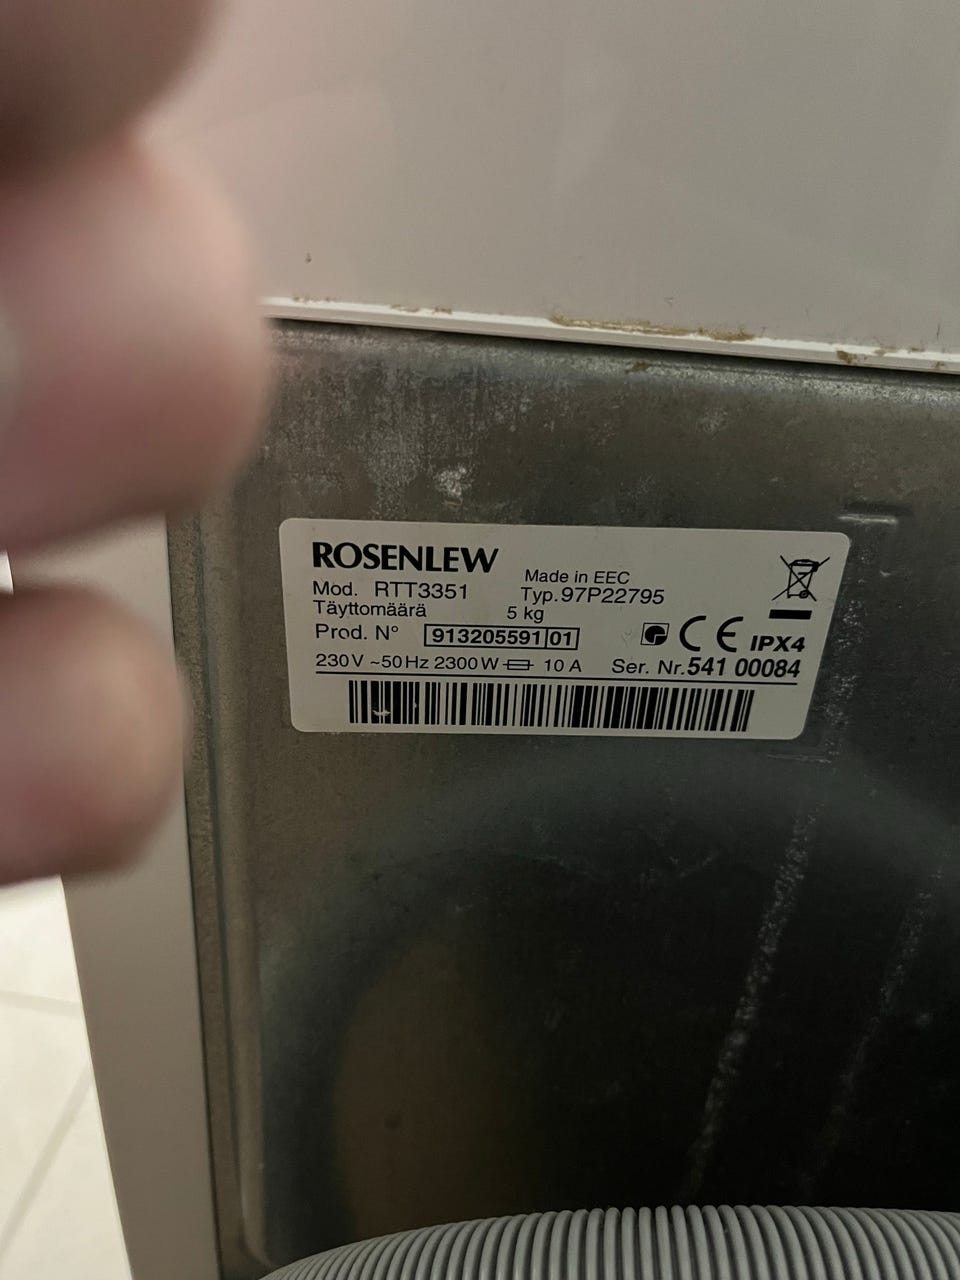 ROSENLEW
Made in EEC
Mod. RTT3351 Typ.97P22795
Täyttomäärä 5 kg
Prod. N° 913205591 01
CE IPX4
230V ~50Hz 2300W 10 A Ser. Nr.541 00084